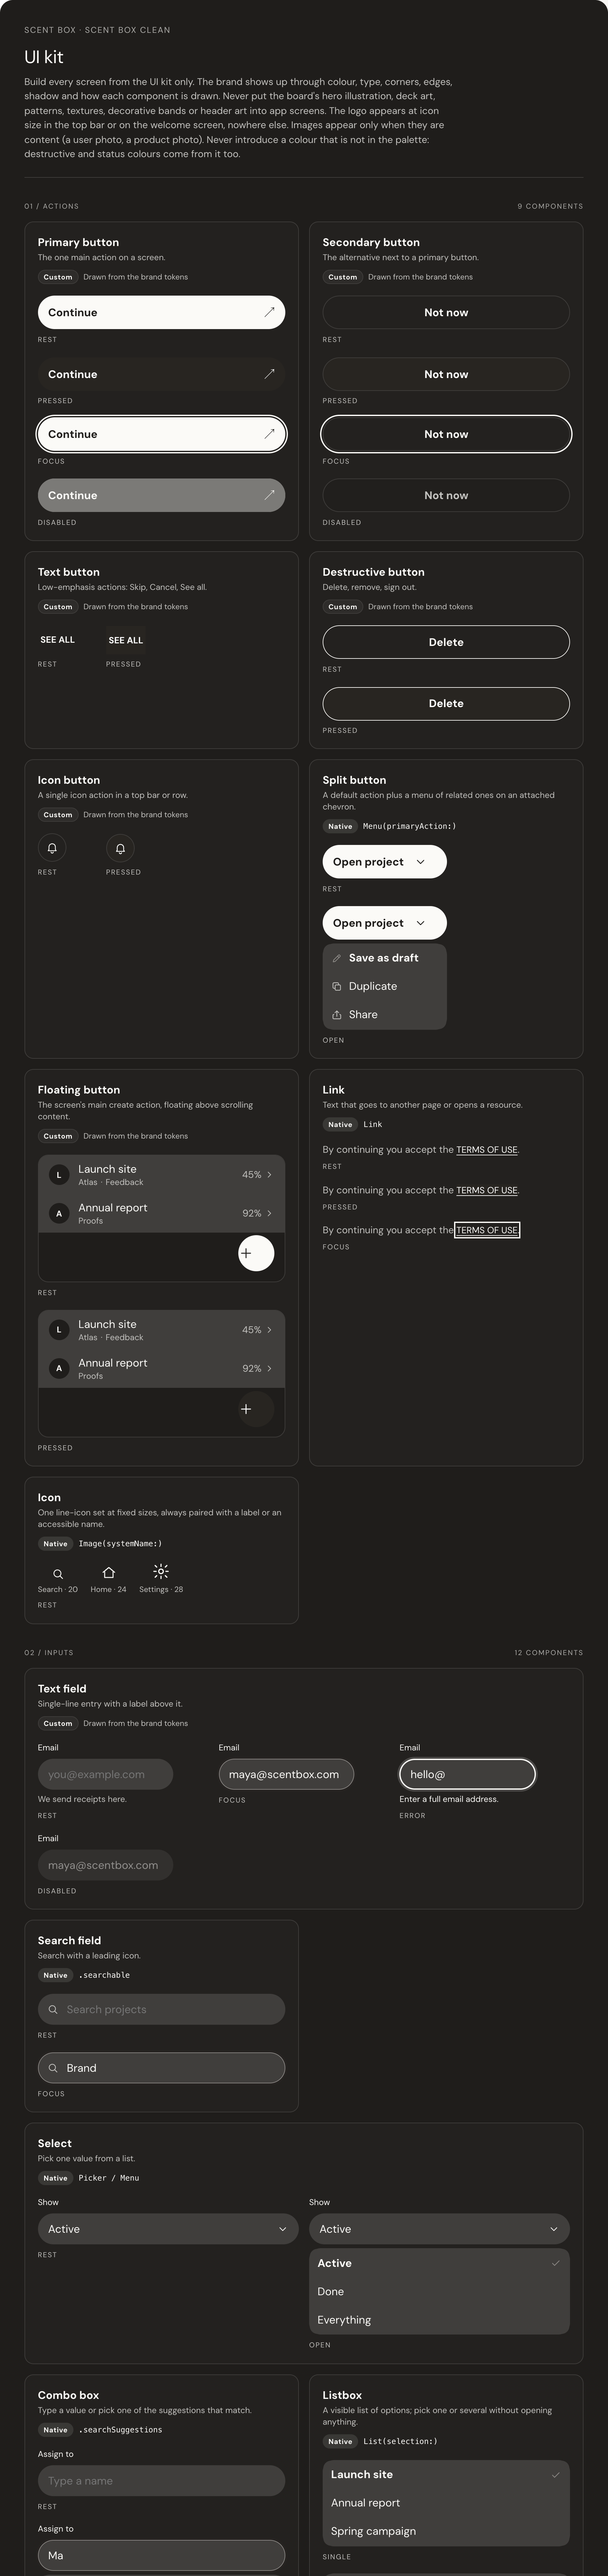 SCENT BOX · SCENT BOX CLEAN
UI kit
Build every screen from the UI kit only. The brand shows up through colour, type, corners, edges,
shadow and how each component is drawn. Never put the board's hero illustration, deck art,
patterns, textures, decorative bands or header art into app screens. The logo appears at icon
size in the top bar or on the welcome screen, nowhere else. Images appear only when they are
content (a user photo, a product photo). Never introduce a colour that is not in the palette:
destructive and status colours come from it too.
01 / ACTIONS
9 COMPONENTS
Primary button
The one main action on a screen.
Custom Drawn from the brand tokens
Continue
REST
Continue
PRESSED
Continue
FOCUS
Continue
DISABLED
Secondary button
The alternative next to a primary button.
Custom Drawn from the brand tokens
Not now
REST
Not now
PRESSED
Not now
FOCUS
Not now
DISABLED
Text button
Low-emphasis actions: Skip, Cancel, See all.
Custom Drawn from the brand tokens
SEE ALL SEE ALL
REST PRESSED
Destructive button
Delete, remove, sign out.
Custom Drawn from the brand tokens
Delete
REST
Delete
PRESSED
Icon button
A single icon action in a top bar or row.
Custom Drawn from the brand tokens
REST PRESSED
Split button
A default action plus a menu of related ones on an attached
chevron.
Native Menu(primaryAction:)
Open project
REST
Open project
Save as draft
Duplicate
Share
OPEN
Floating button
The screen's main create action, floating above scrolling
content.
Custom Drawn from the brand tokens
L Launch site 45%
Atlas · Feedback
A Annual report 92%
Proofs
REST
L Launch site 45%
Atlas · Feedback
A Annual report 92%
Proofs
PRESSED
Link
Text that goes to another page or opens a resource.
Native Link
By continuing you accept the TERMS OF USE.
REST
By continuing you accept the TERMS OF USE.
PRESSED
By continuing you accept the TERMS OF USE.
FOCUS
Icon
One line-icon set at fixed sizes, always paired with a label or an
accessible name.
Native Image(systemName:)
Search · 20 Home · 24 Settings · 28
REST
02 / INPUTS
12 COMPONENTS
Text field
Single-line entry with a label above it.
Custom Drawn from the brand tokens
Email
you@example.com
We send receipts here.
REST
Email
maya@scentbox.com
FOCUS
Email
hello@
Enter a full email address.
ERROR
Email
maya@scentbox.com
DISABLED
Search field
Search with a leading icon.
Native .searchable
Search projects
REST
Brand
FOCUS
Select
Pick one value from a list.
Native Picker / Menu
Show
Active
REST
Show
Active
Active
Done
Everything
OPEN
Combo box
Type a value or pick one of the suggestions that match.
Native .searchSuggestions
Assign to
Type a name
REST
Assign to
Ma
Listbox
A visible list of options; pick one or several without opening
anything.
Native List(selection:)
Launch site
Annual report
Spring campaign
SINGLE